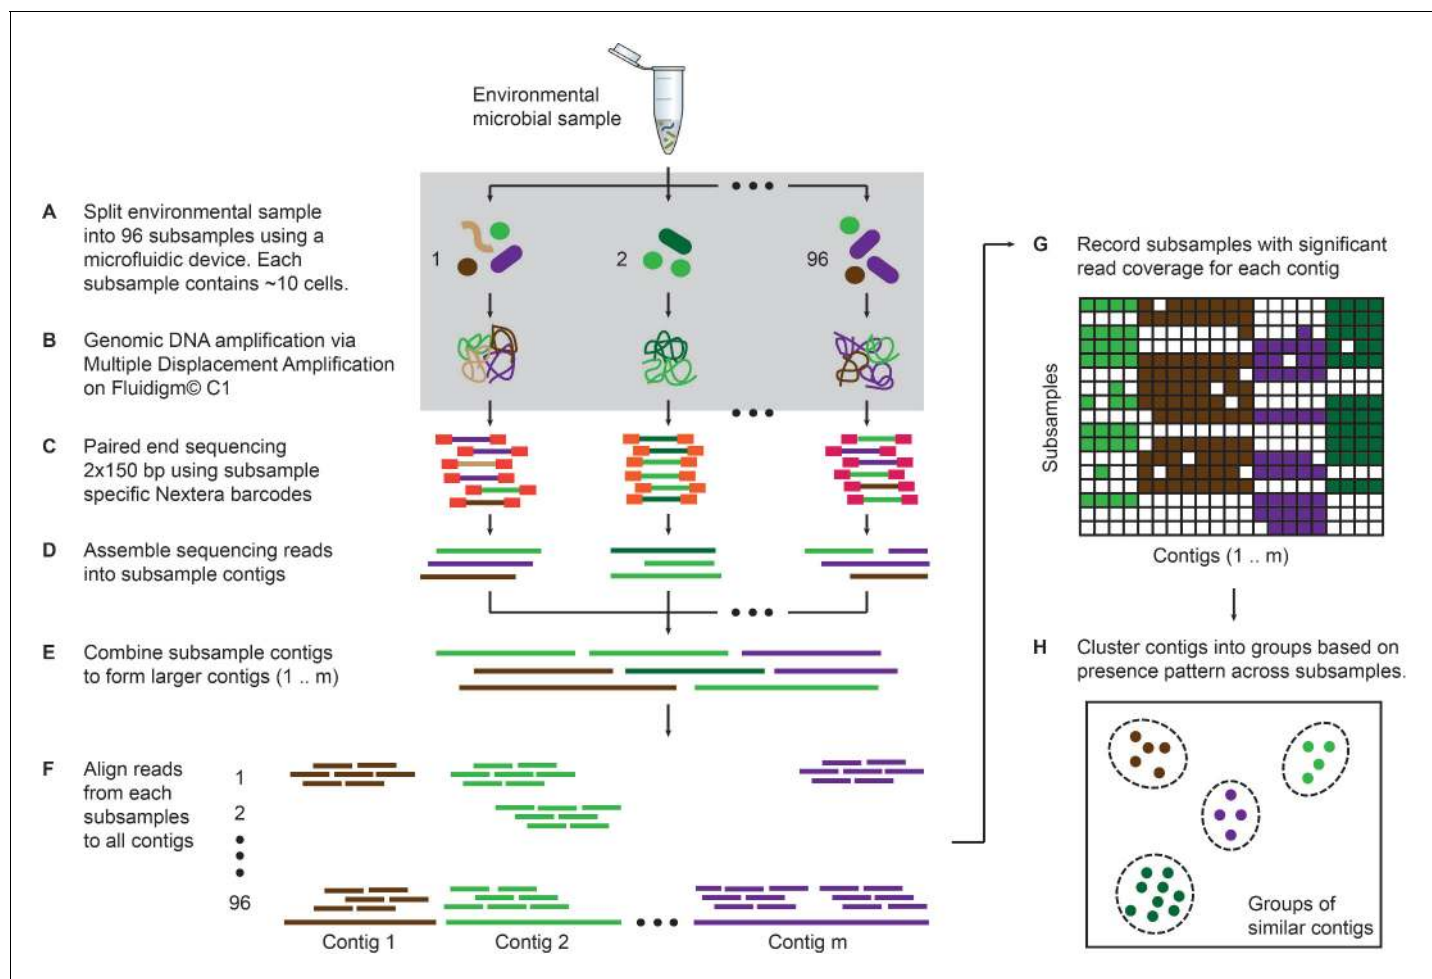 Environmental
microbial sample
A Split environmental sample
into 96 subsamples using a
microfluidic device. Each
subsample contains ~10 cells.
1
2
96
B Genomic DNA amplification via
Multiple Displacement Amplification
on Fluidigm© C1
C Paired end sequencing
2x150 bp using subsample
specific Nextera barcodes
D Assemble sequencing reads
into subsample contigs
E Combine subsample contigs
to form larger contigs (1 .. m)
F Align reads
from each
subsamples
to all contigs
1
2
96
Contig 1
Contig 2
Contig m
G Record subsamples with significant
read coverage for each contig
Subsamples
Contigs (1 .. m)
H Cluster contigs into groups based on
presence pattern across subsamples.
Groups of
similar contigs